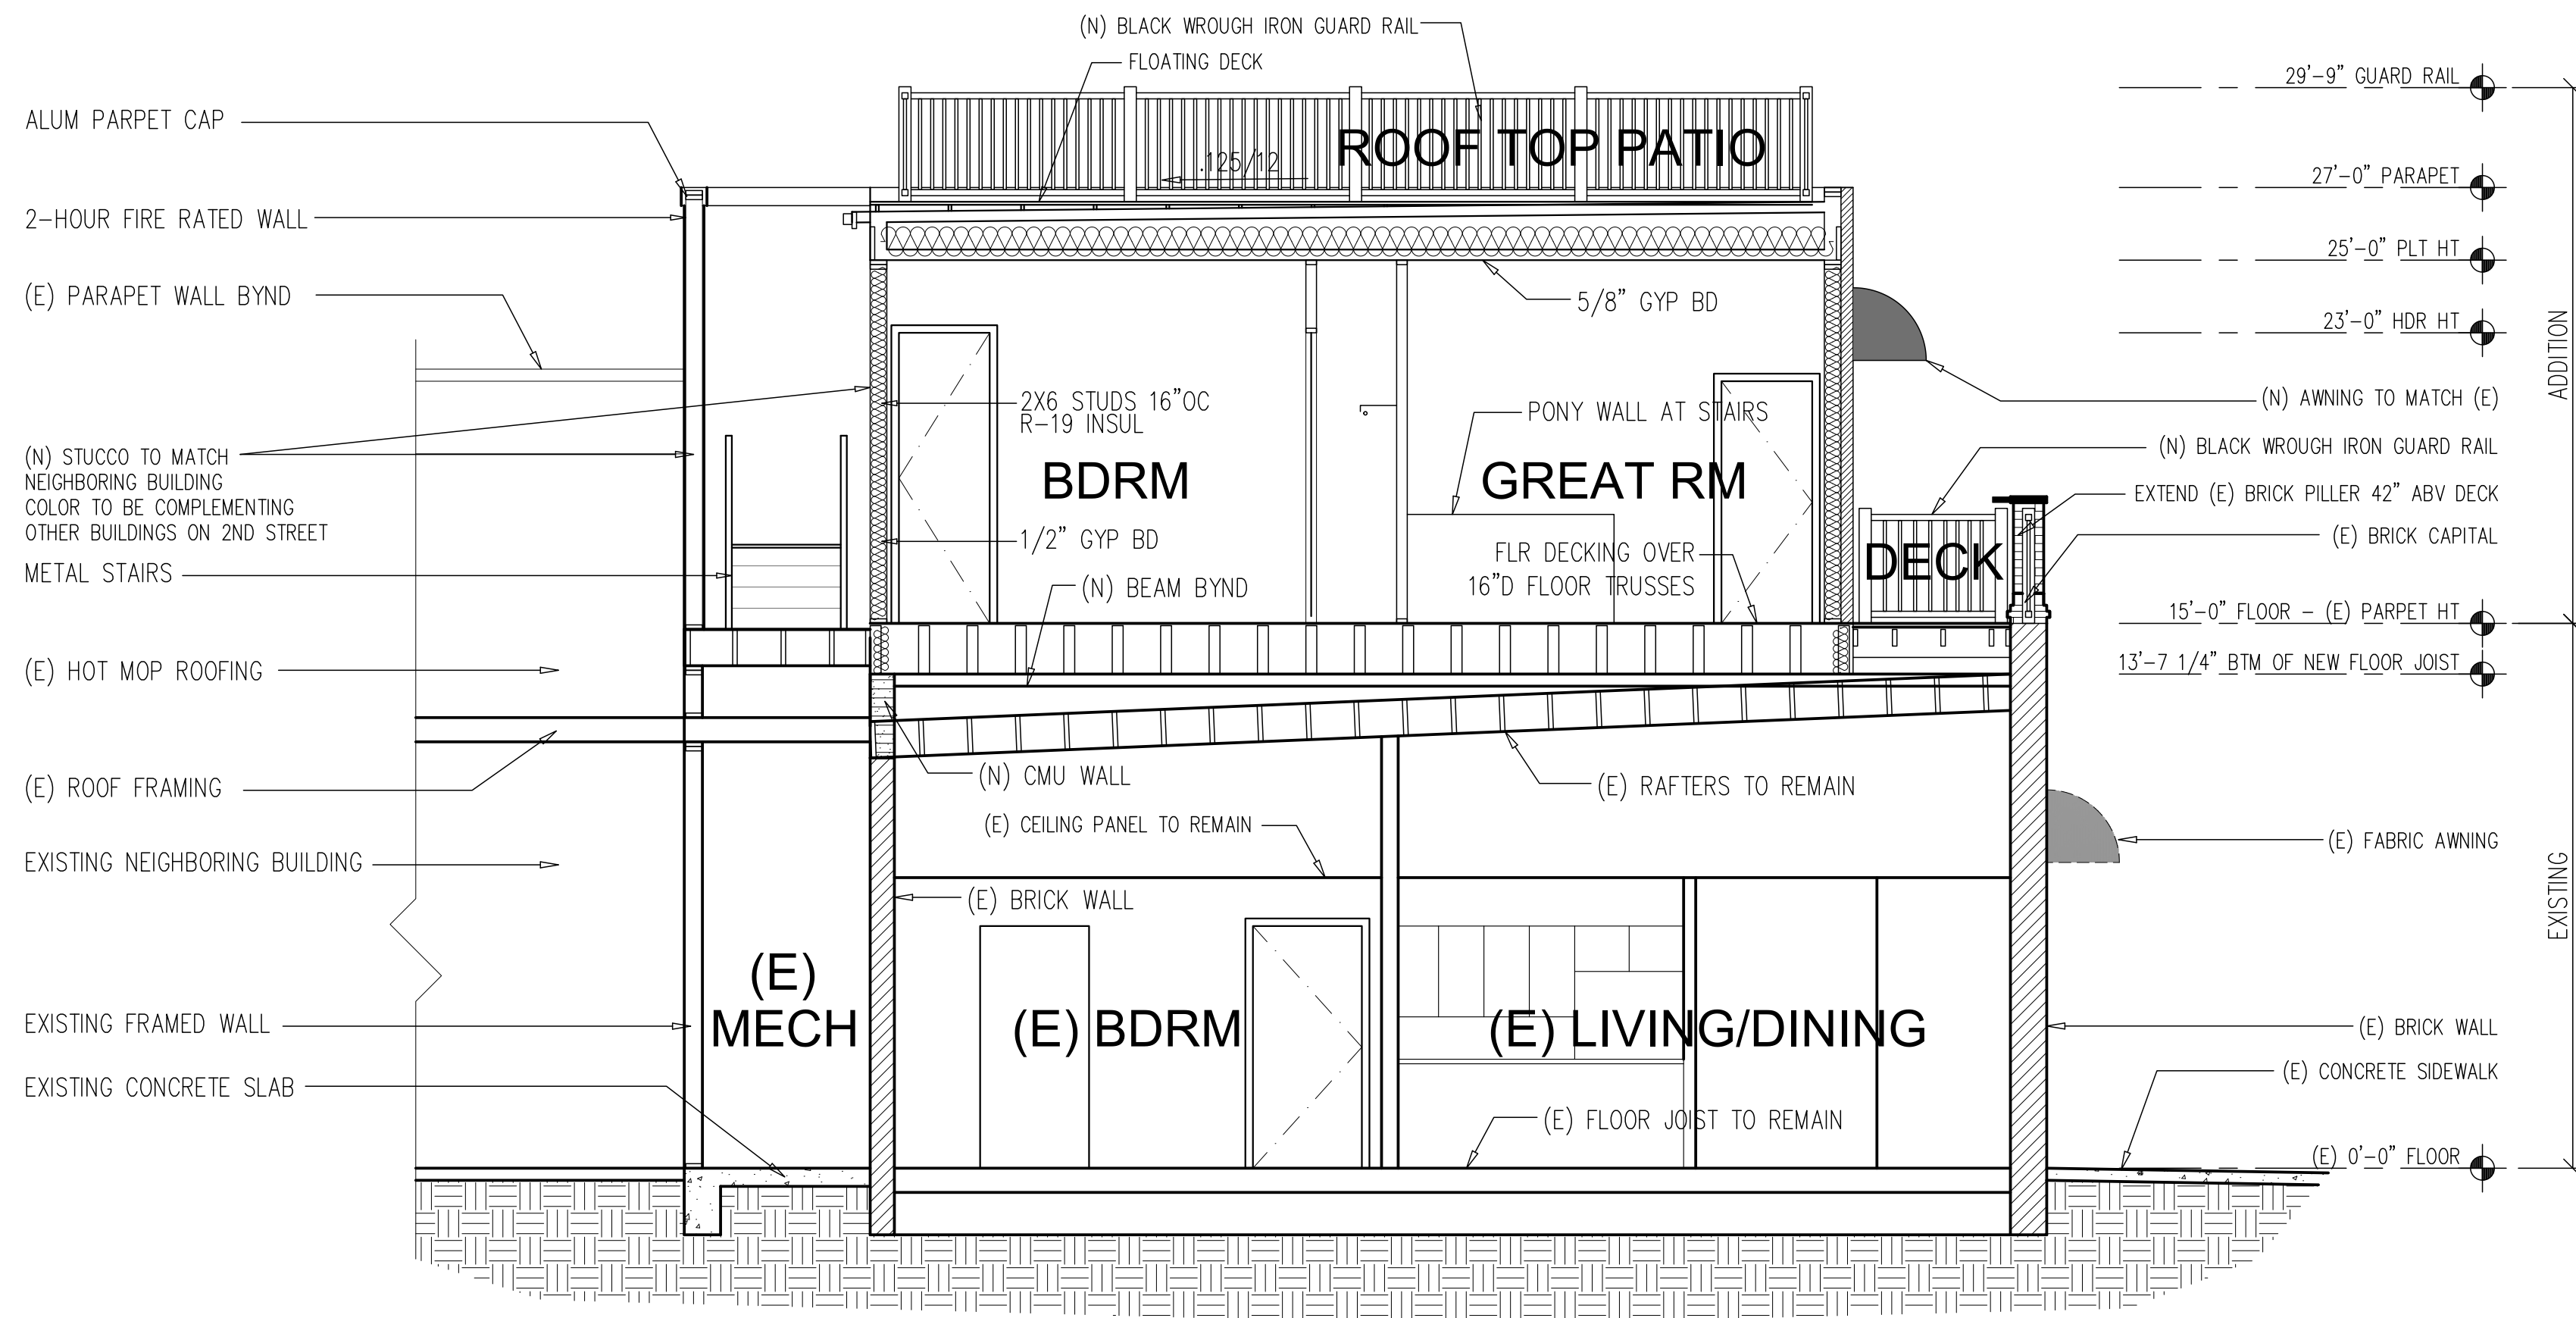 (N) BLACK WROUGH IRON GUARD RAIL
FLOATING DECK
ROOF TOP PATIO
.125/12
ALUM PARPET CAP
2-HOUR FIRE RATED WALL
(E) PARAPET WALL BYND
(N) STUCCO TO MATCH
NEIGHBORING BUILDING
COLOR TO BE COMPLEMENTING
OTHER BUILDINGS ON 2ND STREET
METAL STAIRS
(E) HOT MOP ROOFING
(E) ROOF FRAMING
EXISTING NEIGHBORING BUILDING
EXISTING FRAMED WALL
EXISTING CONCRETE SLAB
5/8" GYP BD
2X6 STUDS 16"OC
R-19 INSUL
BDRM
1/2" GYP BD
(N) BEAM BYND
PONY WALL AT STAIRS
GREAT RM
FLR DECKING OVER
16"D FLOOR TRUSSES
DECK
(N) CMU WALL
(E) RAFTERS TO REMAIN
(E) CEILING PANEL TO REMAIN
(E) BRICK WALL
(E)
MECH
(E) BDRM
(E) LIVING/DINING
(E) FLOOR JOIST TO REMAIN
29'-9" GUARD RAIL
27'-0" PARAPET
25'-0" PLT HT
23'-0" HDR HT
(N) AWNING TO MATCH (E)
(N) BLACK WROUGH IRON GUARD RAIL
EXTEND (E) BRICK PILLER 42" ABV DECK
(E) BRICK CAPITAL
15'-0" FLOOR - (E) PARPET HT
13'-7 1/4" BTM OF NEW FLOOR JOIST
(E) FABRIC AWNING
(E) BRICK WALL
(E) CONCRETE SIDEWALK
(E) 0'-0" FLOOR
ADDITION
EXISTING